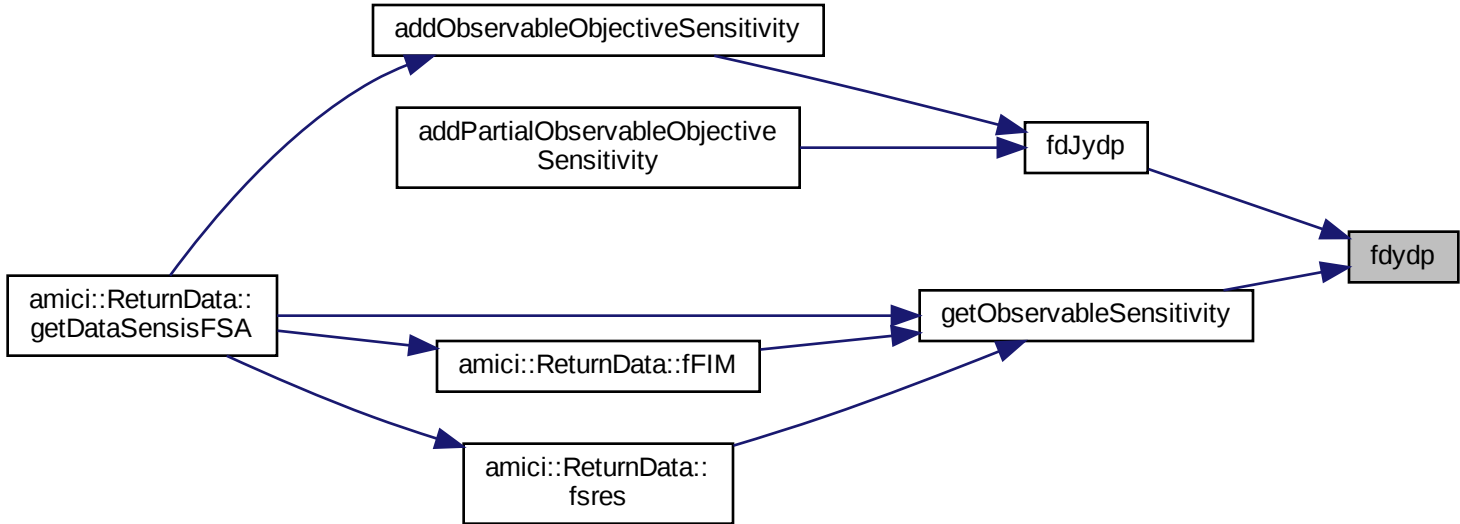 addObservableObjectiveSensitivity
addPartialObservableObjective
Sensitivity
fdJydp
fdydp
amici::ReturnData::
getDataSensisFSA
getObservableSensitivity
amici::ReturnData::fFIM
amici::ReturnData::
fsres